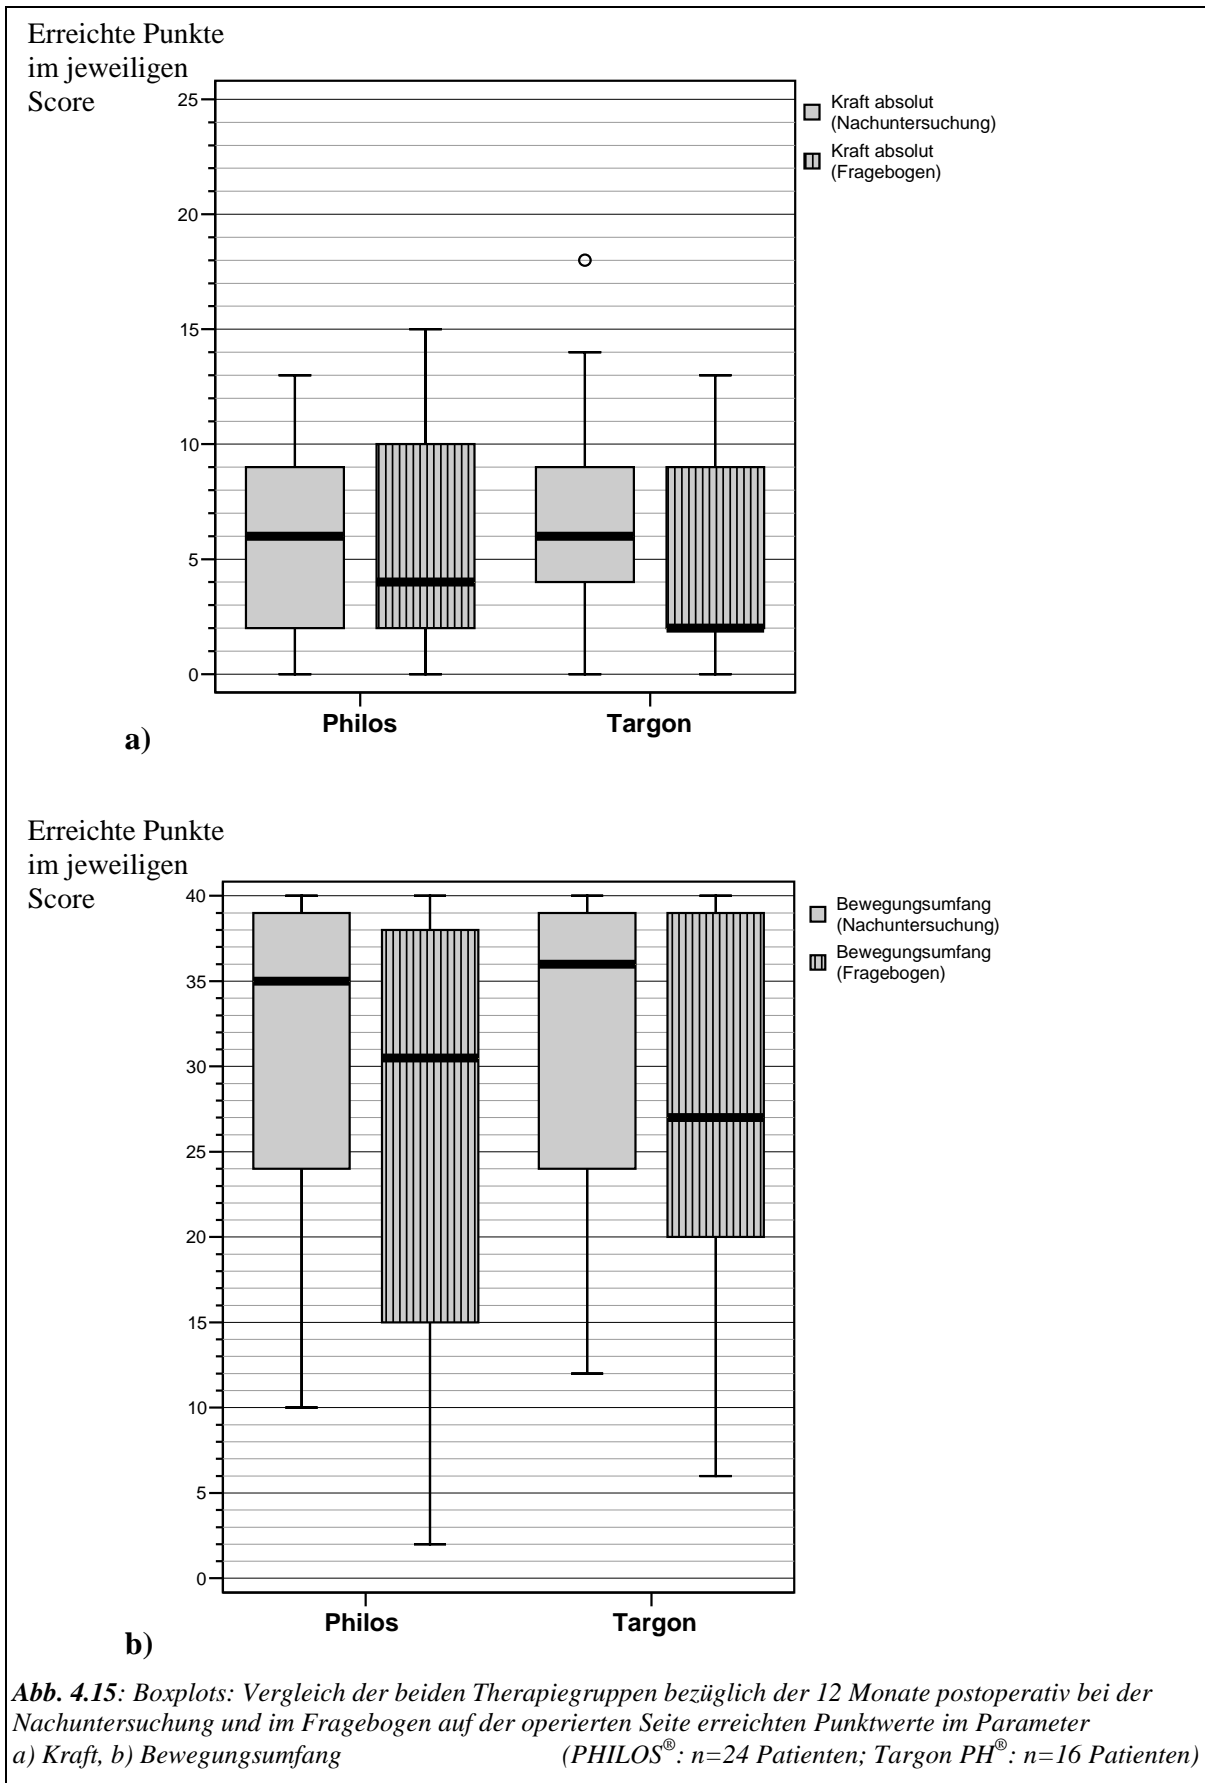 Erreichte Punkte
im jeweiligen
Score
25
20
15
10
5
0
Kraft absolut
(Nachuntersuchung)
Kraft absolut
(Fragebogen)
Philos
Targon
a)
Erreichte Punkte
im jeweiligen
Score
40
35
30
25
20
15
10
5
0
Bewegungsumfang
(Nachuntersuchung)
Bewegungsumfang
(Fragebogen)
Philos
Targon
b)
Abb. 4.15: Boxplots: Vergleich der beiden Therapiegruppen bezüglich der 12 Monate postoperativ bei der
Nachuntersuchung und im Fragebogen auf der operierten Seite erreichten Punktwerte im Parameter
a) Kraft, b) Bewegungsumfang (PHILOS®: n=24 Patienten; Targon PH®: n=16 Patienten)